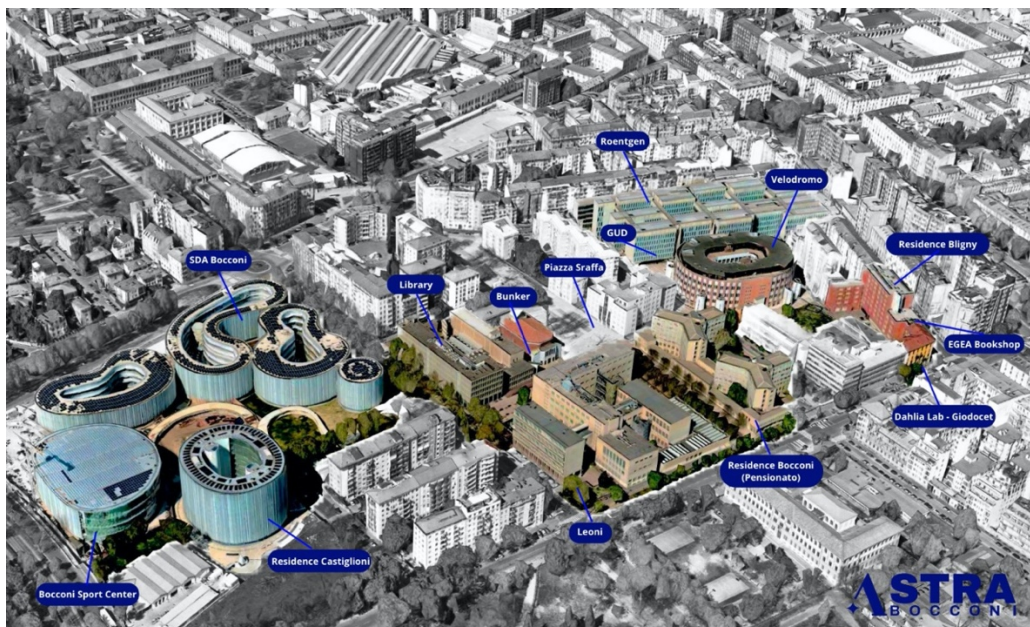 Roentgen
Velodromo
GUD
Residence Bligny
SDA Bocconi
Piazza Sraffa
Library
Bunker
EGEA Bookshop
Dahlia Lab - Giodocet
Residence Bocconi
(Pensionato)
Leoni
Residence Castiglioni
Bocconi Sport Center
ASTRA
BOCCONI